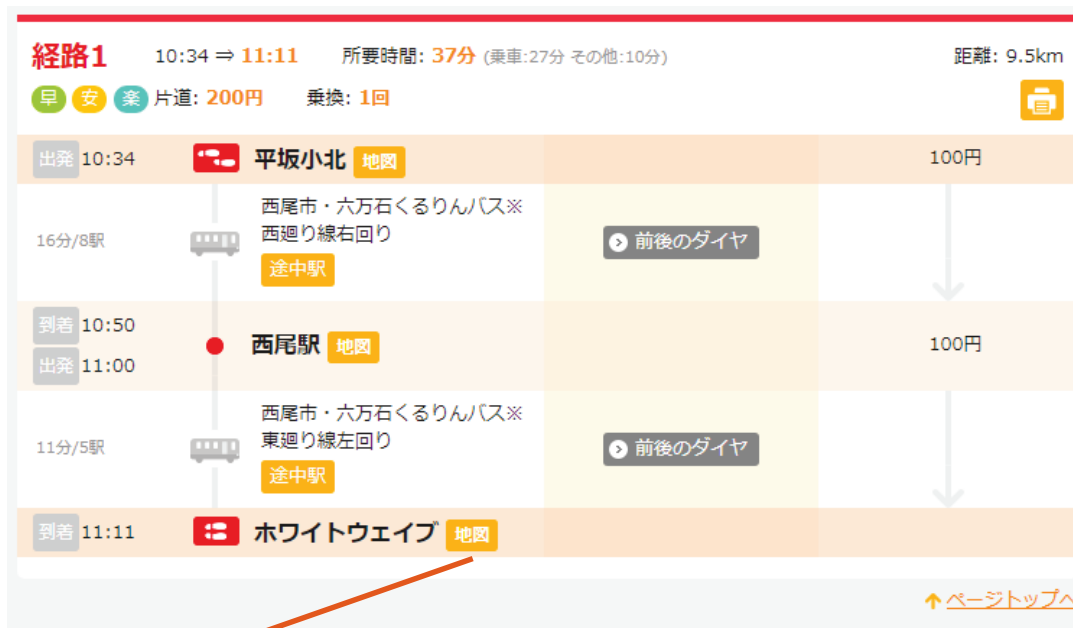 経路1 10:34 ⇒ 11:11 所要時間: 37分 (乗車:27分 その他:10分) 距離: 9.5km
早 安 楽 片道: 200円 乗換: 1回
出発 10:34 平坂小北 地図 100円
西尾市・六万石くるりんバス※
16分/8駅 西廻り線右回り 前後のダイヤ
途中駅
到着 10:50
西尾駅 地図 100円
出発 11:00
西尾市・六万石くるりんバス※
11分/5駅 東廻り線左回り 前後のダイヤ
途中駅
到着 11:11 ホワイトウェイブ 地図
ページトップへ